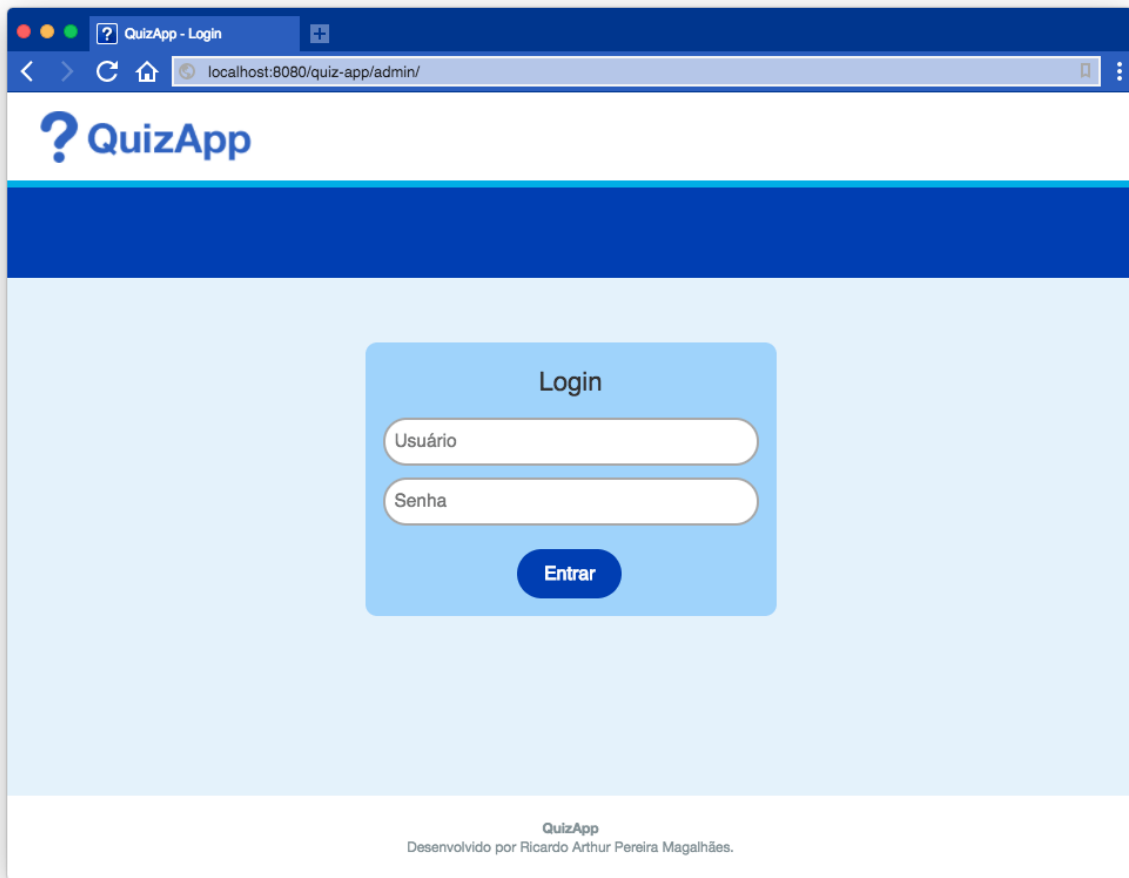 QuizApp - Login
localhost:8080/quiz-app/admin/
? QuizApp
Login
Usuário
Senha
Entrar
QuizApp
Desenvolvido por Ricardo Arthur Pereira Magalhães.